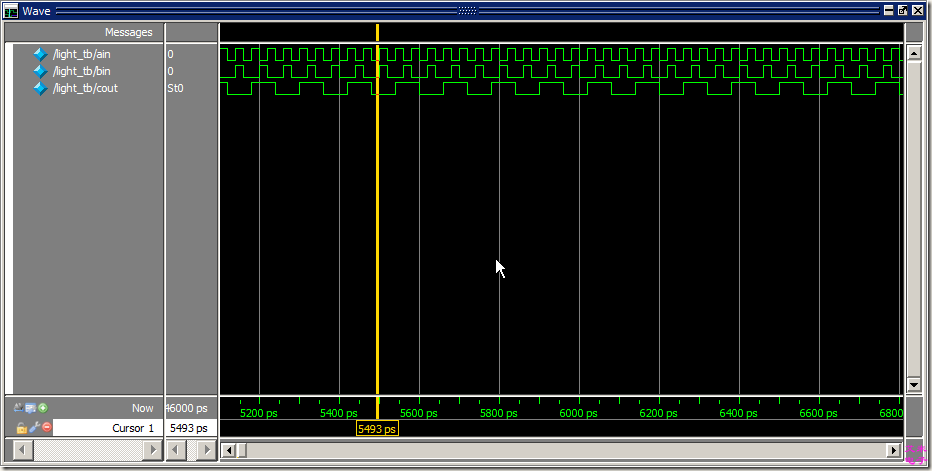 Wave
Messages
/light_tb/ain 0
/light_tb/bin 0
/light_tb/cout St0
Now 46000 ps 5200 ps 5400 ps 5600 ps 5800 ps 6000 ps 6200 ps 6400 ps 6600 ps 6800
Cursor 1 5493 ps 5493 ps